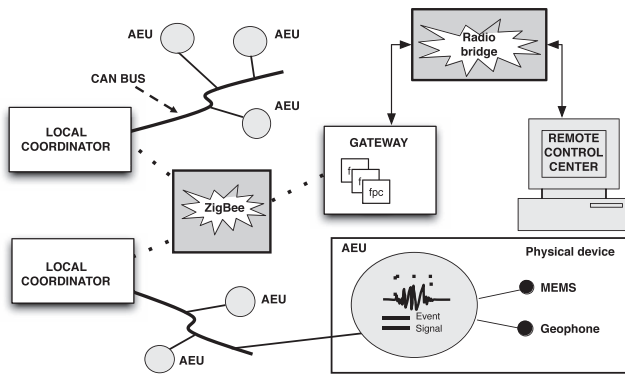 AEU
AEU
CAN BUS
AEU
LOCAL
COORDINATOR
Radio
bridge
GATEWAY
f
f
fpc
REMOTE
CONTROL
CENTER
ZigBee
LOCAL
COORDINATOR
AEU
AEU
AEU
Physical device
Event
Signal
MEMS
Geophone